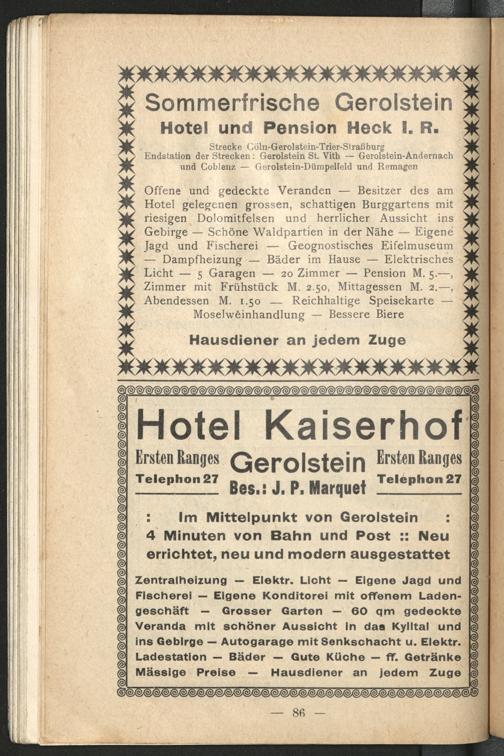 Sommerfrische Gerolstein
Hotel und Pension Heck I. R.
Strecke Cöln-Gerolstein-Trier-Straßburg
Endstation der Strecken: Gerolstein St. Vith — Gerolstein-Andernach
und Coblenz — Gerolstein-Dümpelfeld und Remagen
Offene und gedeckte Veranden — Besitzer des am
Hotel gelegenen grossen, schattigen Burggartens mit
riesigen Dolomitfelsen und herrlicher Aussicht ins
Gebirge — Schöne Waldpartien in der Nähe — Eigene
Jagd und Fischerei — Geognostisches Eifelmuseum
— Dampfheizung — Bäder im Hause — Elektrisches
Licht — 5 Garagen — 20 Zimmer — Pension M. 5.—,
Zimmer mit Frühstück M. 2.50, Mittagessen M. 2.—,
Abendessen M. 1.50 — Reichhaltige Speisekarte —
Moselweinhandlung — Bessere Biere
Hausdiener an jedem Zuge
Hotel Kaiserhof
Ersten Ranges Gerolstein Ersten Ranges
Telephon 27 Bes.: J. P. Marquet Telephon 27
: Im Mittelpunkt von Gerolstein :
4 Minuten von Bahn und Post :: Neu
errichtet, neu und modern ausgestattet
Zentralheizung — Elektr. Licht — Eigene Jagd und
Fischerei — Eigene Konditorei mit offenem Laden-
geschäft — Grosser Garten — 60 qm gedeckte
Veranda mit schöner Aussicht in das Kylltal und
ins Gebirge — Autogarage mit Senkschacht u. Elektr.
Ladestation — Bäder — Gute Küche — ff. Getränke
Mässige Preise — Hausdiener an jedem Zuge
— 86 —